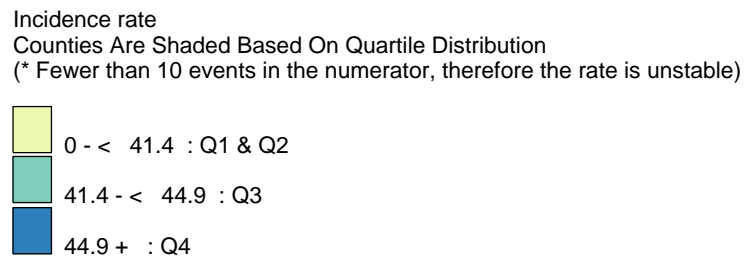 Incidence rate
Counties Are Shaded Based On Quartile Distribution
(* Fewer than 10 events in the numerator, therefore the rate is unstable)
0 - < 41.4 : Q1 & Q2
41.4 - < 44.9 : Q3
44.9 + : Q4